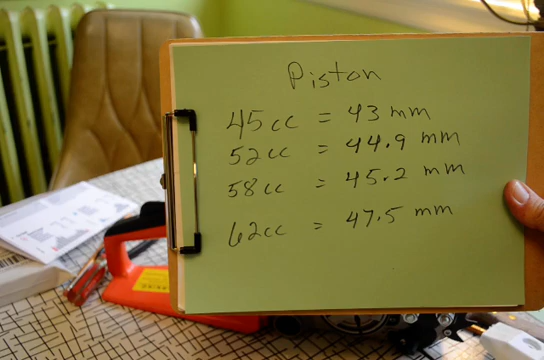 Piston
45cc = 43 mm
52cc = 44.9 mm
58cc = 45.2 mm
62cc = 47.5 mm